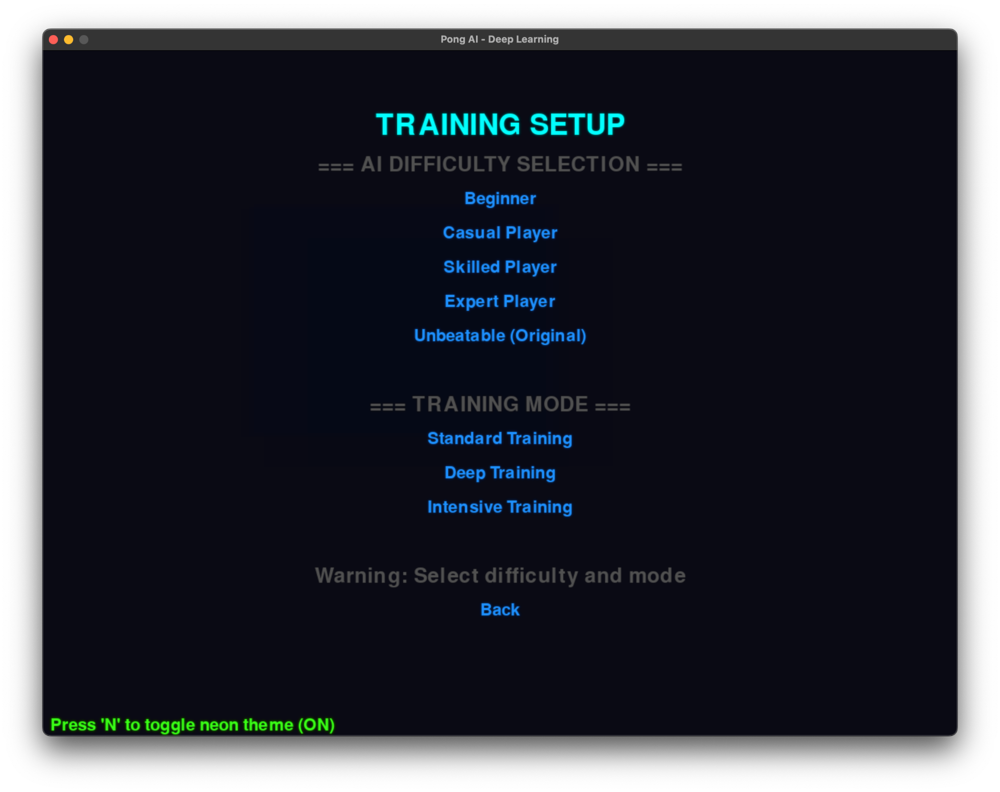 Pong AI - Deep Learning
TRAINING SETUP
=== AI DIFFICULTY SELECTION ===
Beginner
Casual Player
Skilled Player
Expert Player
Unbeatable (Original)
=== TRAINING MODE ===
Standard Training
Deep Training
Intensive Training
Warning: Select difficulty and mode
Back
Press 'N' to toggle neon theme (ON)